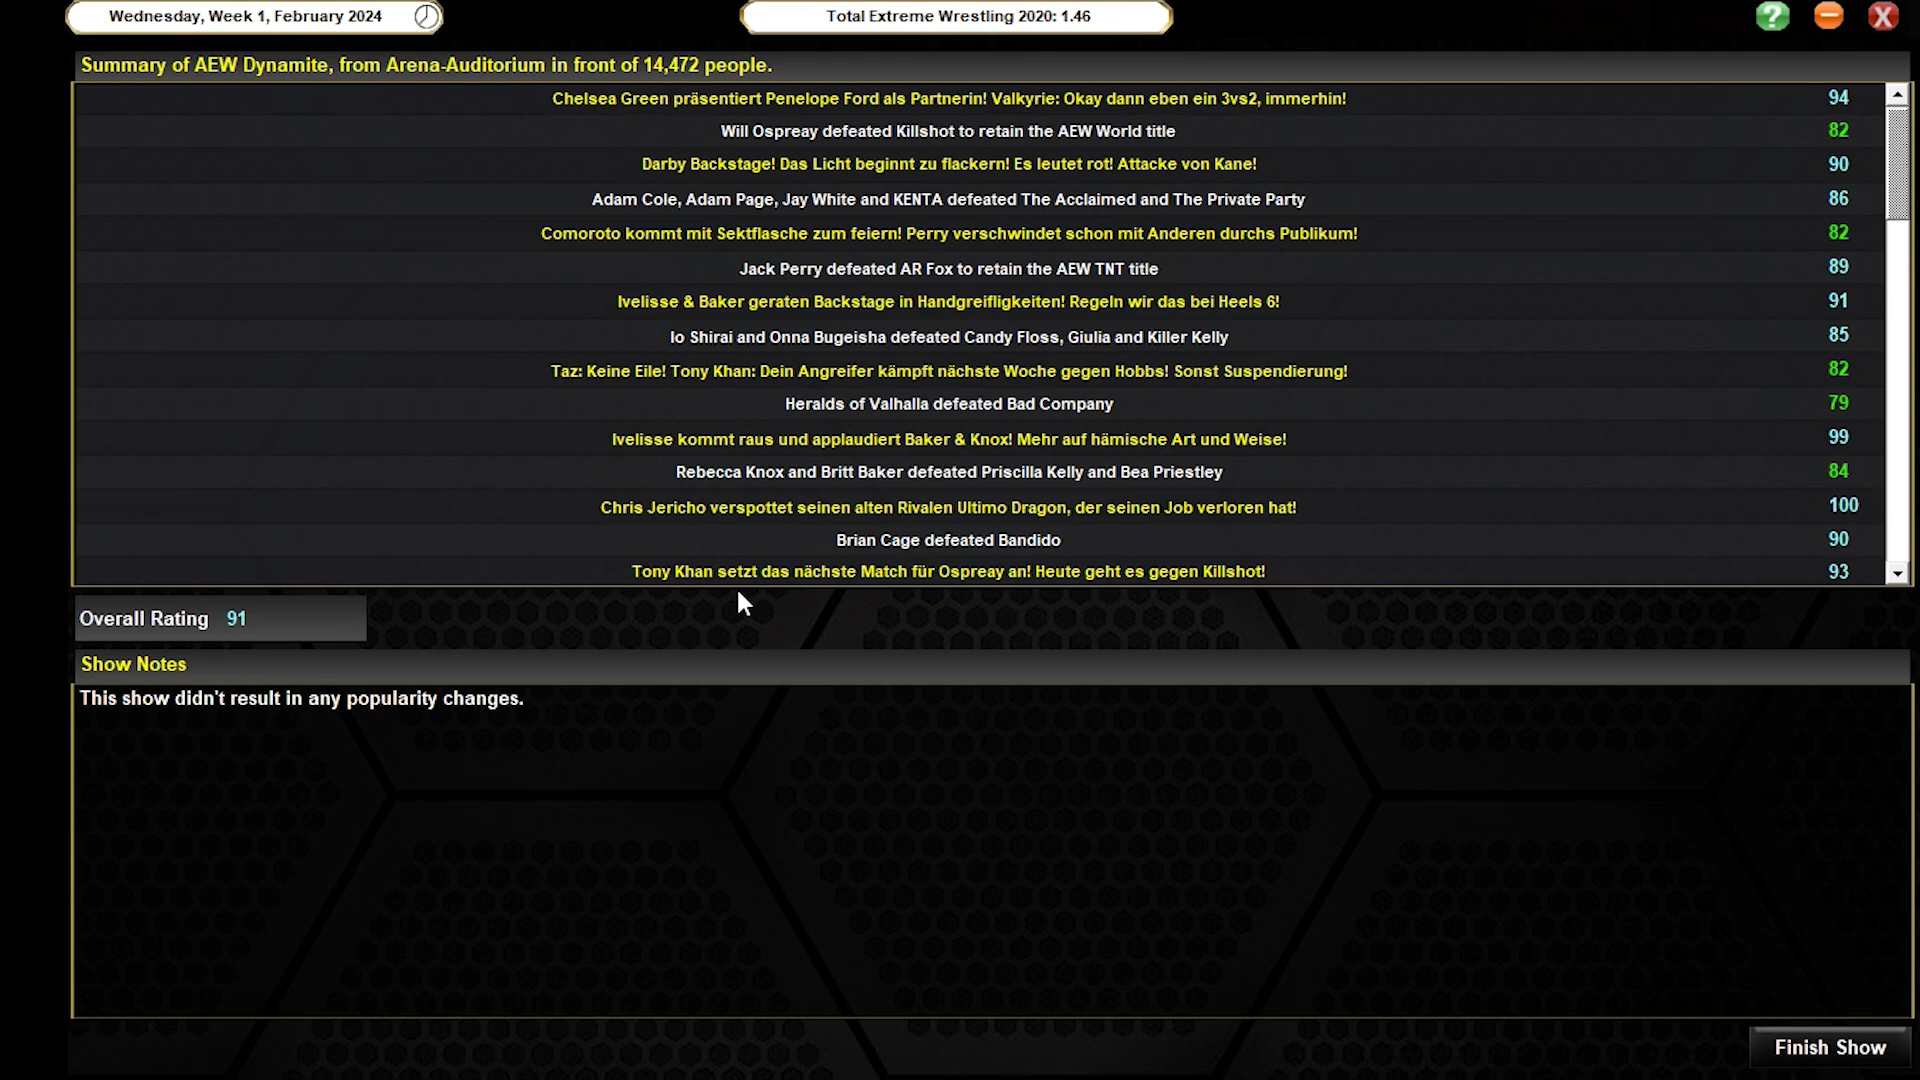 Wednesday, Week 1, February 2024
Total Extreme Wrestling 2020: 1.46
Summary of AEW Dynamite, from Arena-Auditorium in front of 14,472 people.
Chelsea Green präsentiert Penelope Ford als Partnerin! Valkyrie: Okay dann eben ein 3vs2, immerhin! 94
Will Ospreay defeated Killshot to retain the AEW World title 82
Darby Backstage! Das Licht beginnt zu flackern! Es leutet rot! Attacke von Kane! 90
Adam Cole, Adam Page, Jay White and KENTA defeated The Acclaimed and The Private Party 86
Comoroto kommt mit Sektflasche zum feiern! Perry verschwindet schon mit Anderen durchs Publikum! 82
Jack Perry defeated AR Fox to retain the AEW TNT title 89
Ivelisse & Baker geraten Backstage in Handgreifligkeiten! Regeln wir das bei Heels 6! 91
Io Shirai and Onna Bugeisha defeated Candy Floss, Giulia and Killer Kelly 85
Taz: Keine Eile! Tony Khan: Dein Angreifer kämpft nächste Woche gegen Hobbs! Sonst Suspendierung! 82
Heralds of Valhalla defeated Bad Company 79
Ivelisse kommt raus und applaudiert Baker & Knox! Mehr auf hämische Art und Weise! 99
Rebecca Knox and Britt Baker defeated Priscilla Kelly and Bea Priestley 84
Chris Jericho verspottet seinen alten Rivalen Ultimo Dragon, der seinen Job verloren hat! 100
Brian Cage defeated Bandido 90
Tony Khan setzt das nächste Match für Ospreay an! Heute geht es gegen Killshot! 93
Overall Rating 91
Show Notes
This show didn't result in any popularity changes.
Finish Show